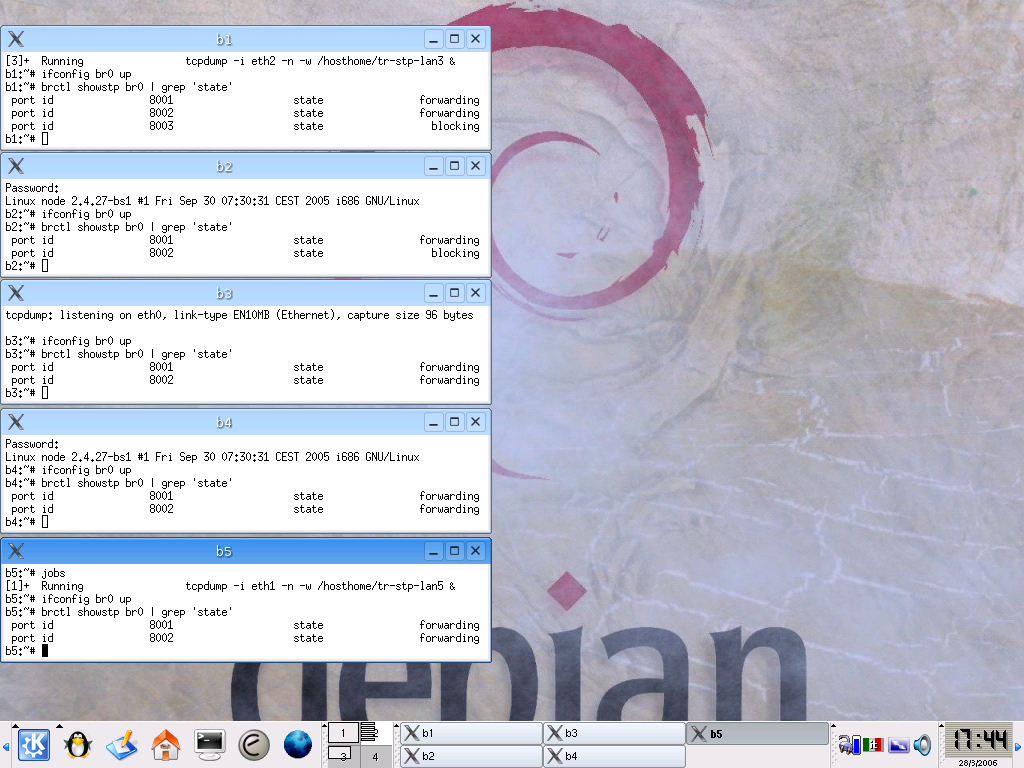 b1
[3]+  Running                 tcpdump -i eth2 -n -w /hosthome/tr-stp-lan3 &
b1:~# ifconfig br0 up
b1:~# brctl showstp br0 | grep 'state'
 port id                8001                    state                forwarding
 port id                8002                    state                forwarding
 port id                8003                    state                  blocking
b1:~#
b2
Password:
Linux node 2.4.27-bs1 #1 Fri Sep 30 07:30:31 CEST 2005 i686 GNU/Linux
b2:~# ifconfig br0 up
b2:~# brctl showstp br0 | grep 'state'
 port id                8001                    state                forwarding
 port id                8002                    state                  blocking
b2:~#
b3
tcpdump: listening on eth0, link-type EN10MB (Ethernet), capture size 96 bytes
b3:~# ifconfig br0 up
b3:~# brctl showstp br0 | grep 'state'
 port id                8001                    state                forwarding
 port id                8002                    state                forwarding
b3:~#
b4
Password:
Linux node 2.4.27-bs1 #1 Fri Sep 30 07:30:31 CEST 2005 i686 GNU/Linux
b4:~# ifconfig br0 up
b4:~# brctl showstp br0 | grep 'state'
 port id                8001                    state                forwarding
 port id                8002                    state                forwarding
b4:~#
b5
b5:~# jobs
[1]+  Running                 tcpdump -i eth1 -n -w /hosthome/tr-stp-lan5 &
b5:~# ifconfig br0 up
b5:~# brctl showstp br0 | grep 'state'
 port id                8001                    state                forwarding
 port id                8002                    state                forwarding
b5:~#
debian
1
3
4
b1
b3
b5
b2
b4
it
17:44
28/3/2006